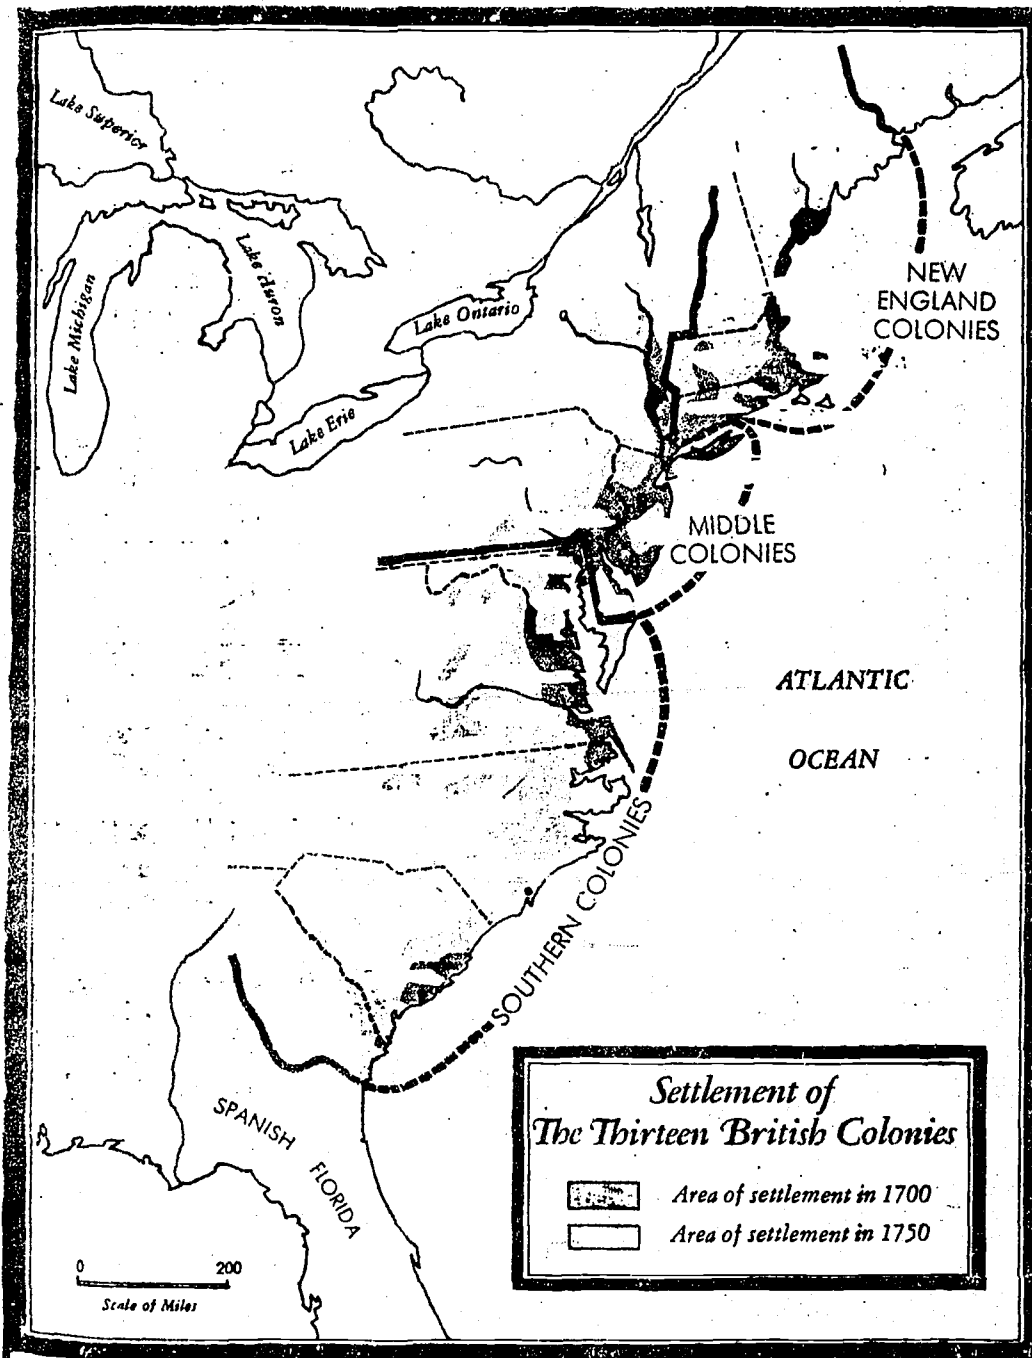 Lake Superior
Lake Michigan
Lake Huron
Lake Ontario
Lake Erie
NEW
ENGLAND
COLONIES
MIDDLE
COLONIES
ATLANTIC
OCEAN
SOUTHERN COLONIES
SPANISH
FLORIDA
Settlement of
The Thirteen British Colonies
Area of settlement in 1700
Area of settlement in 1750
0 200
Scale of Miles